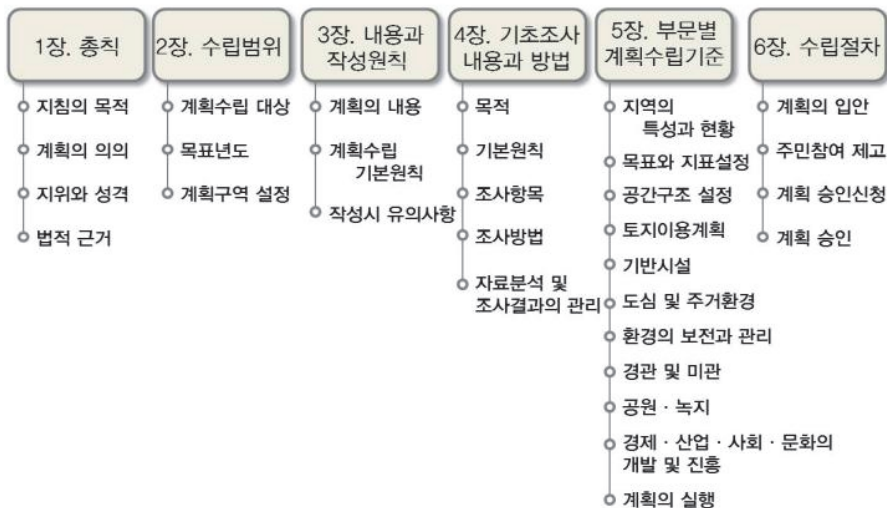 1장. 총칙
지침의 목적
계획의 의의
지위와 성격
법적 근거
2장. 수립범위
계획수립 대상
목표년도
계획구역 설정
3장. 내용과
작성원칙
계획의 내용
계획수립
기본원칙
작성시 유의사항
4장. 기초조사
내용과 방법
목적
기본원칙
조사항목
조사방법
자료분석 및
조사결과의 관리
5장. 부문별
계획수립기준
지역의
특성과 현황
목표와 지표설정
공간구조 설정
토지이용계획
기반시설
도심 및 주거환경
환경의 보전과 관리
경관 및 미관
공원 · 녹지
경제 · 산업 · 사회 · 문화의
개발 및 진흥
계획의 실행
6장. 수립절차
계획의 입안
주민참여 제고
계획 승인신청
계획 승인